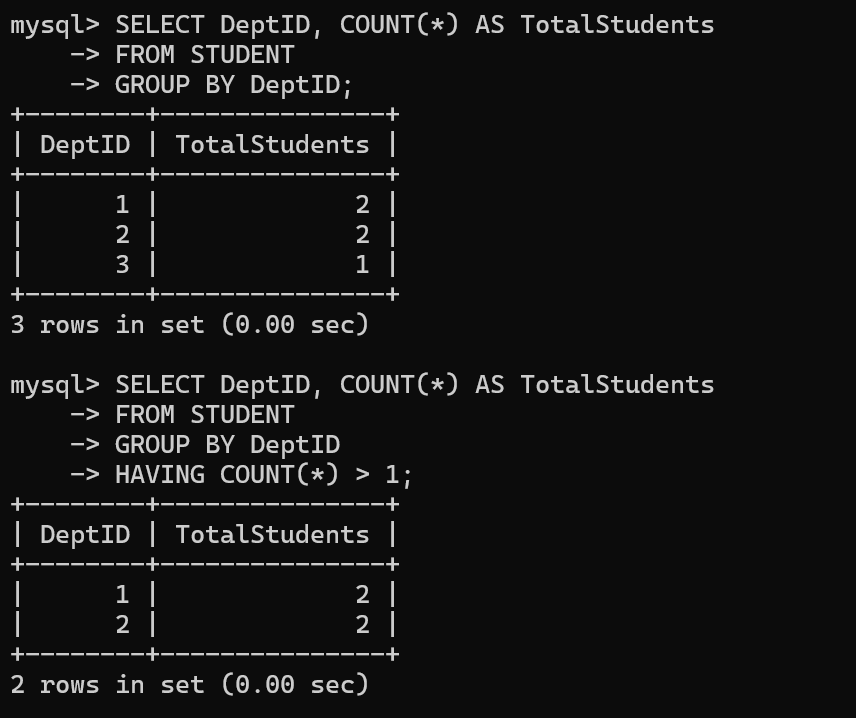 mysql> SELECT DeptID, COUNT(*) AS TotalStudents
    -> FROM STUDENT
    -> GROUP BY DeptID;
+--------+---------------+
| DeptID | TotalStudents |
+--------+---------------+
|      1 |             2 |
|      2 |             2 |
|      3 |             1 |
+--------+---------------+
3 rows in set (0.00 sec)

mysql> SELECT DeptID, COUNT(*) AS TotalStudents
    -> FROM STUDENT
    -> GROUP BY DeptID
    -> HAVING COUNT(*) > 1;
+--------+---------------+
| DeptID | TotalStudents |
+--------+---------------+
|      1 |             2 |
|      2 |             2 |
+--------+---------------+
2 rows in set (0.00 sec)